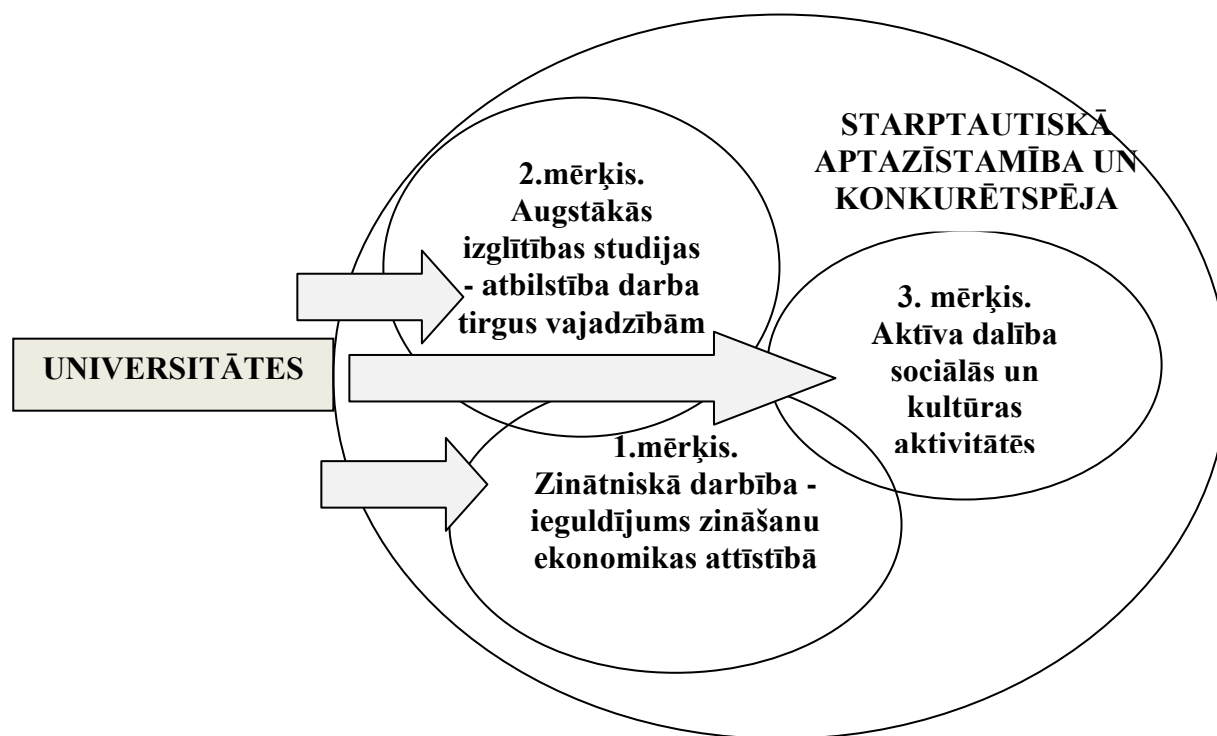 STARPTAUTISKĀ
APTAZĪSTAMĪBA UN
KONKURĒTSPĒJA
2.mērķis.
Augstākās
izglītības studijas
- atbilstība darba
tirgus vajadzībām
3. mērķis.
Aktīva dalība
sociālās un
kultūras
aktivitātēs
UNIVERSITĀTES
1.mērķis.
Zinātniskā darbība -
ieguldījums zināšanu
ekonomikas attīstībā